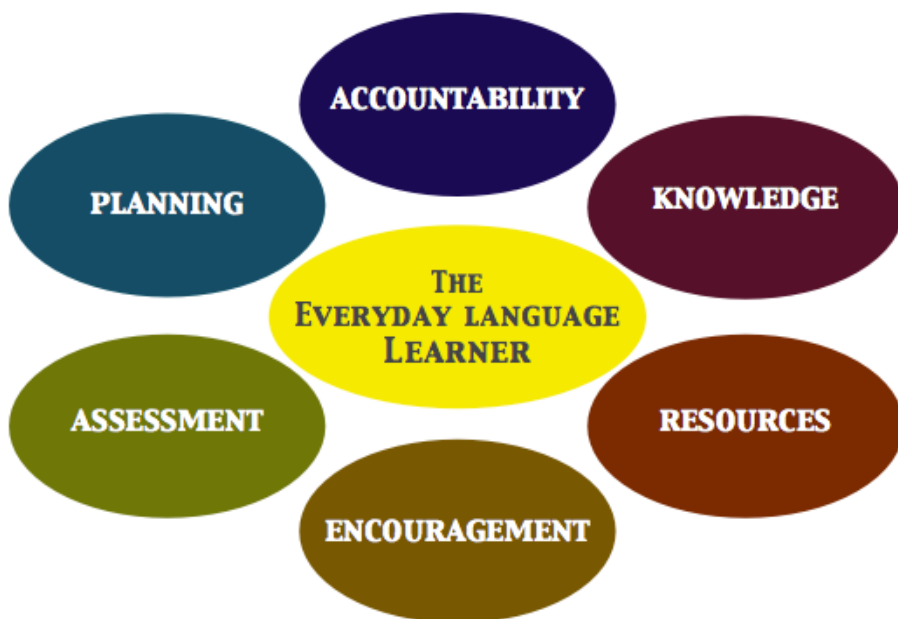 ACCOUNTABILITY
PLANNING
KNOWLEDGE
THE
EVERYDAY LANGUAGE
LEARNER
ASSESSMENT
RESOURCES
ENCOURAGEMENT